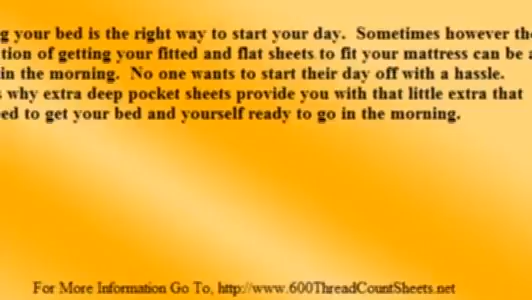 g your bed is the right way to start your day. Sometimes however the
tion of getting your fitted and flat sheets to fit your mattress can be a
in the morning. No one wants to start their day off with a hassle.
s why extra deep pocket sheets provide you with that little extra that
ed to get your bed and yourself ready to go in the morning.
For More Information Go To, http://www.600ThreadCountSheets.net